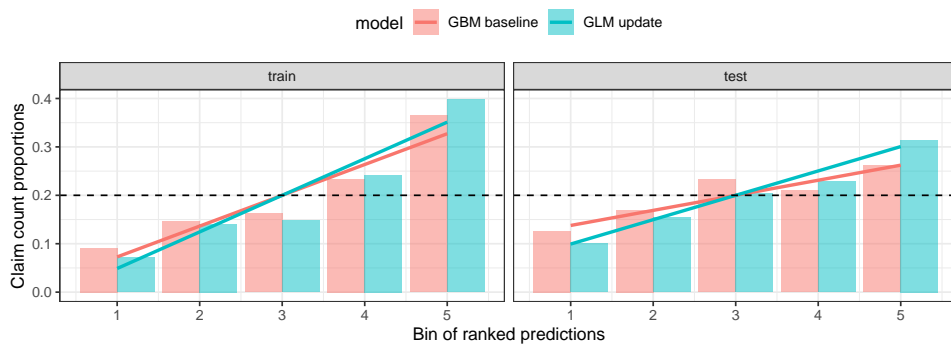 model GBM baseline GLM update
train test
Claim count proportions
0.4
0.3
0.2
0.1
0.0
1 2 3 4 5 1 2 3 4 5
Bin of ranked predictions